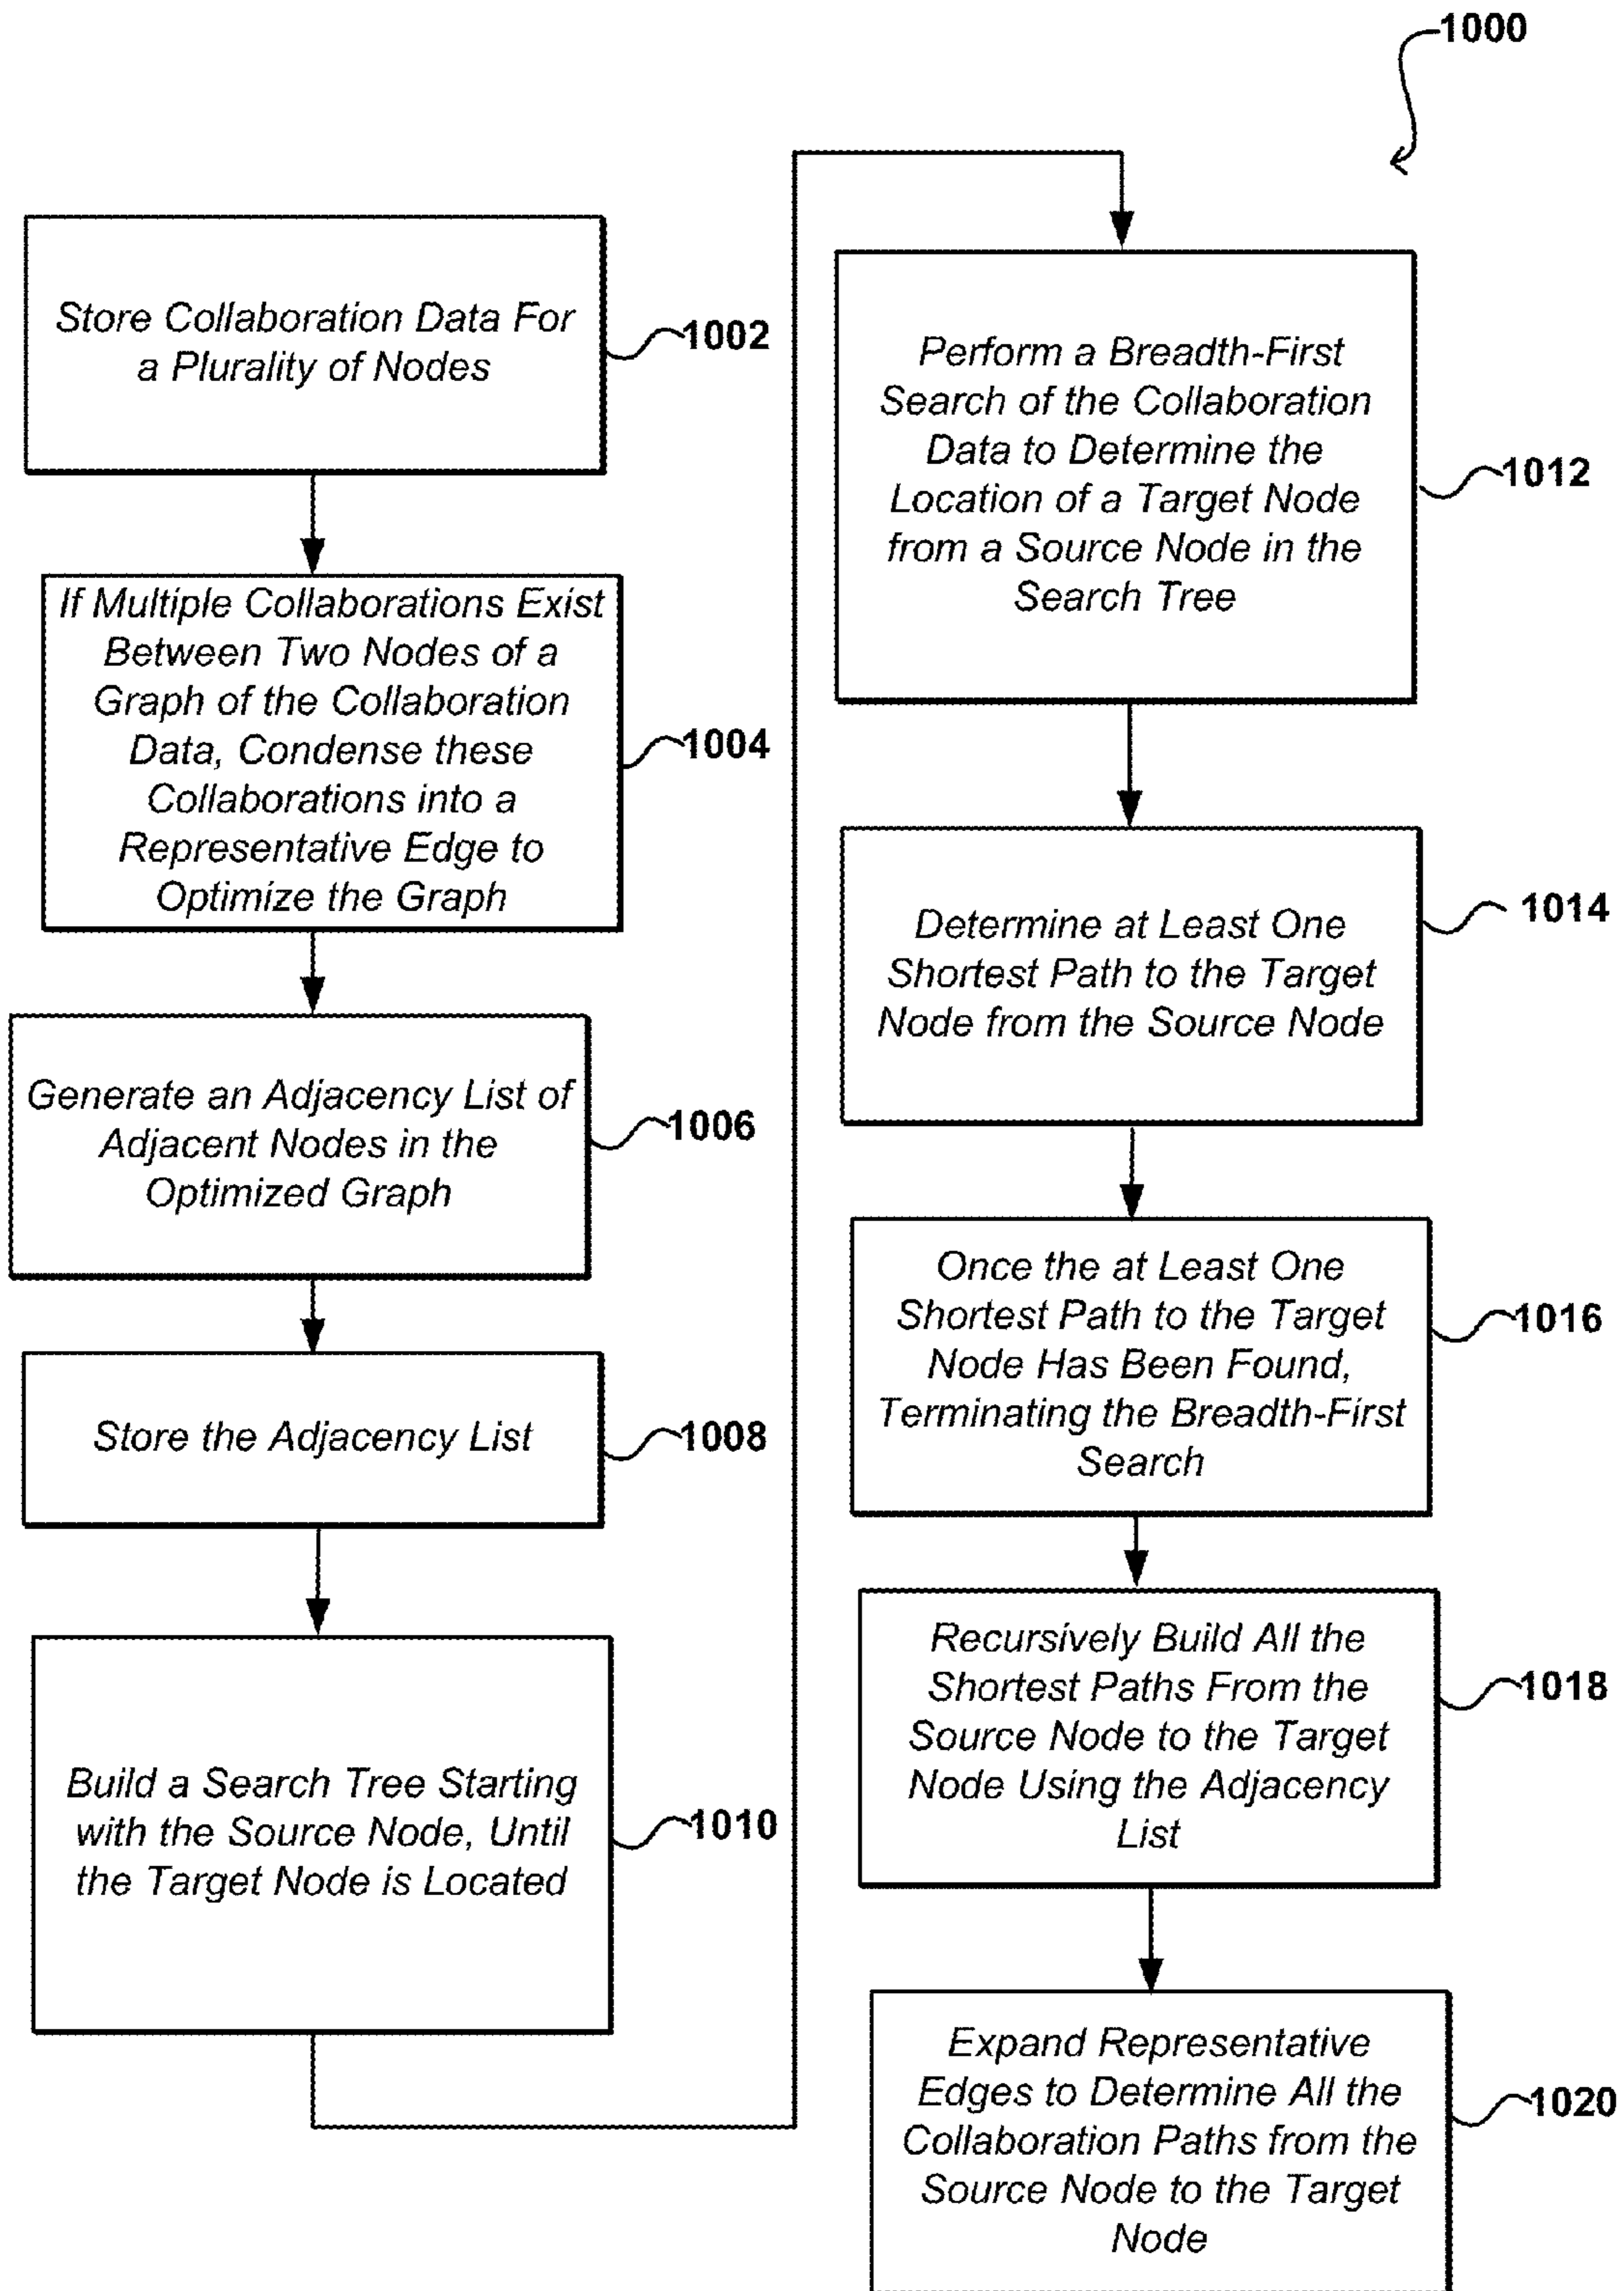 1000
Store Collaboration Data For
a Plurality of Nodes
1002
If Multiple Collaborations Exist
Between Two Nodes of a
Graph of the Collaboration
Data, Condense these
Collaborations into a
Representative Edge to
Optimize the Graph
1004
Generate an Adjacency List of
Adjacent Nodes in the
Optimized Graph
1006
Store the Adjacency List
1008
Build a Search Tree Starting
with the Source Node, Until
the Target Node is Located
1010
Perform a Breadth-First
Search of the Collaboration
Data to Determine the
Location of a Target Node
from a Source Node in the
Search Tree
1012
Determine at Least One
Shortest Path to the Target
Node from the Source Node
1014
Once the at Least One
Shortest Path to the Target
Node Has Been Found,
Terminating the Breadth-First
Search
1016
Recursively Build All the
Shortest Paths From the
Source Node to the Target
Node Using the Adjacency
List
1018
Expand Representative
Edges to Determine All the
Collaboration Paths from the
Source Node to the Target
Node
1020